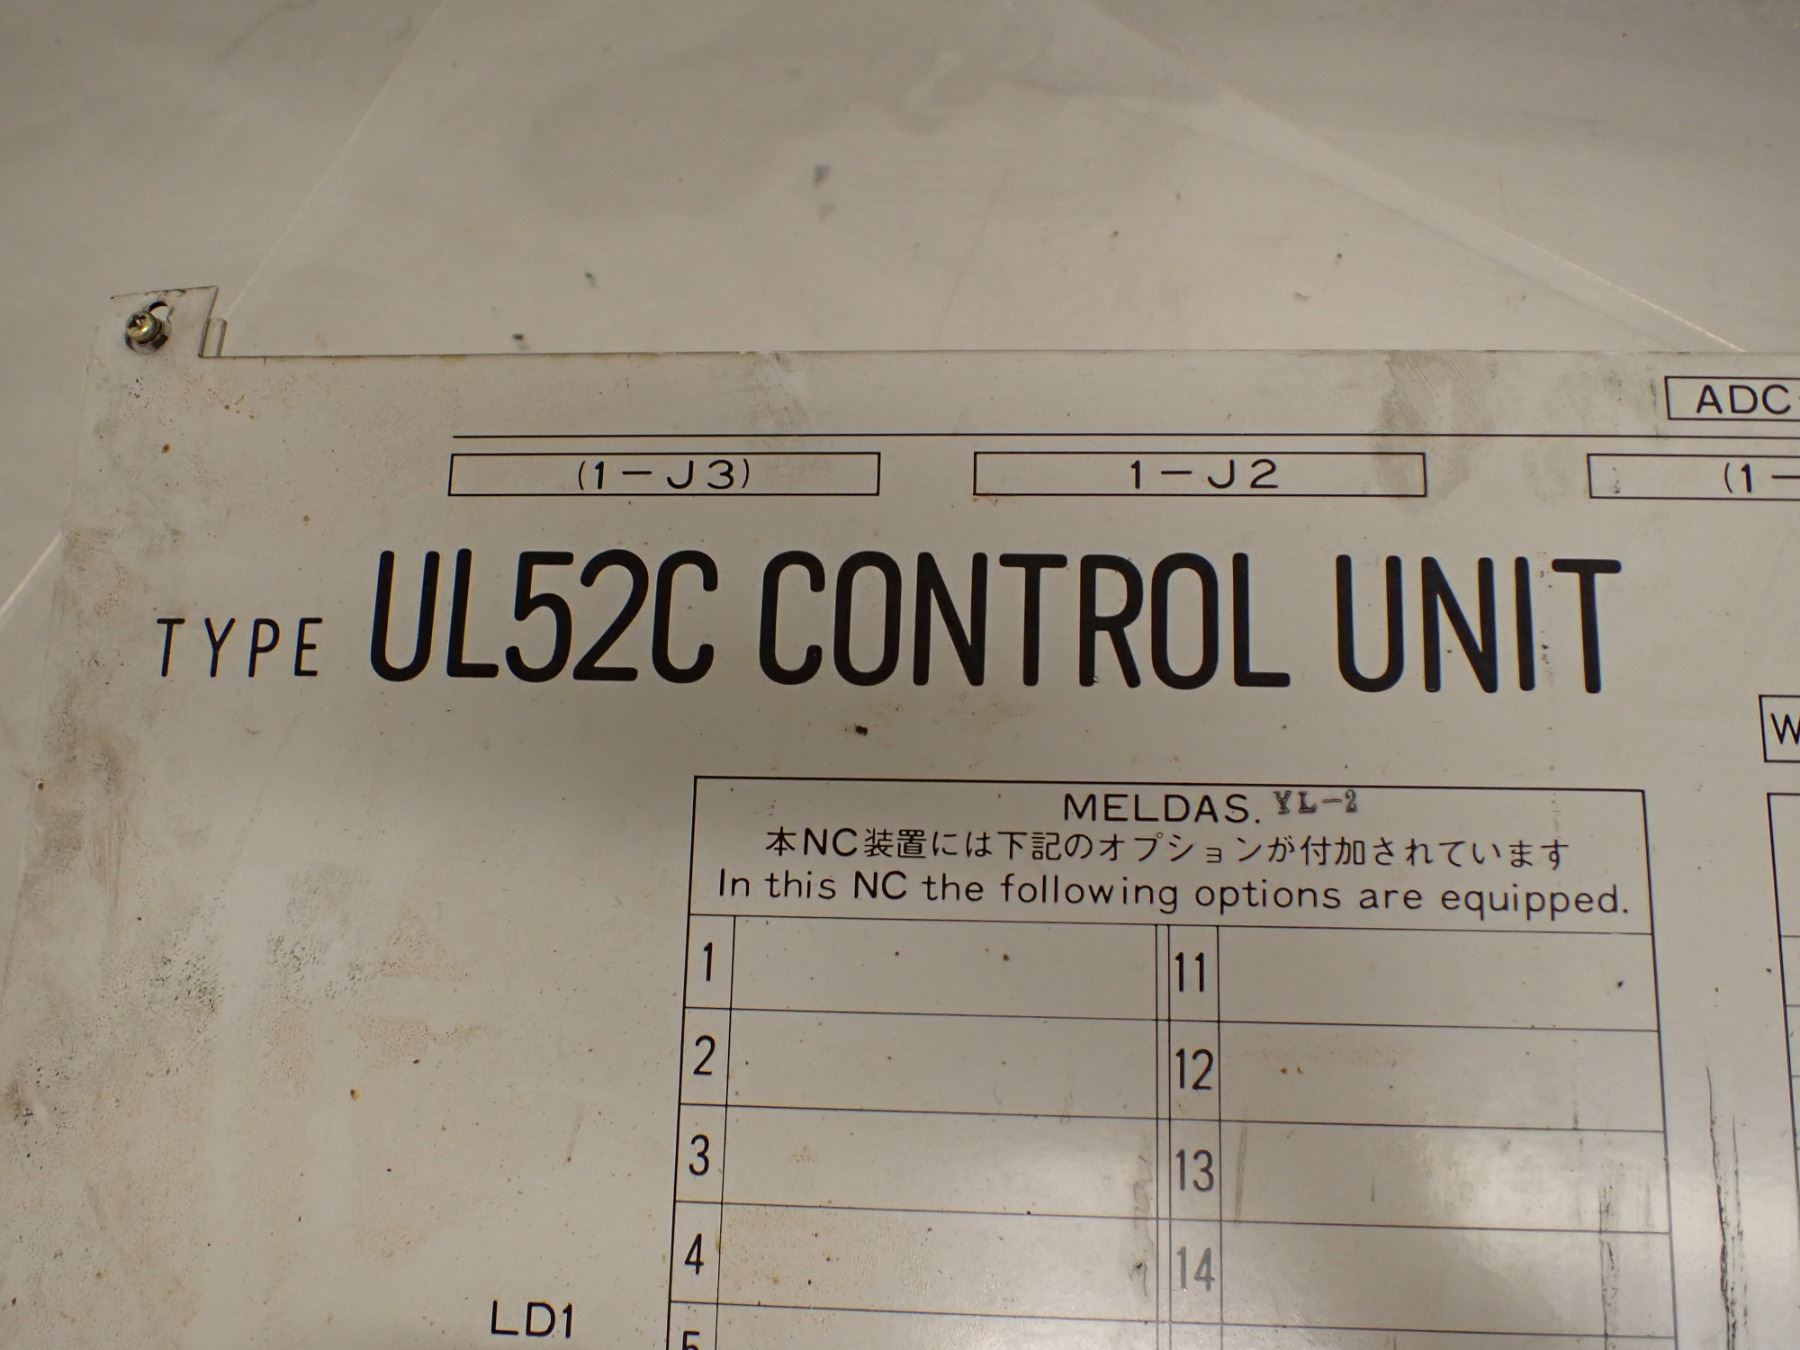 ADC
(1-J3) 1-J2 (1-
TYPE UL52C CONTROL UNIT
W
MELDAS. YL-2
本NC装置には下記のオプションが付加されています
In this NC the following options are equipped.
1 11
2 12
3 13
4 14
LD1
5